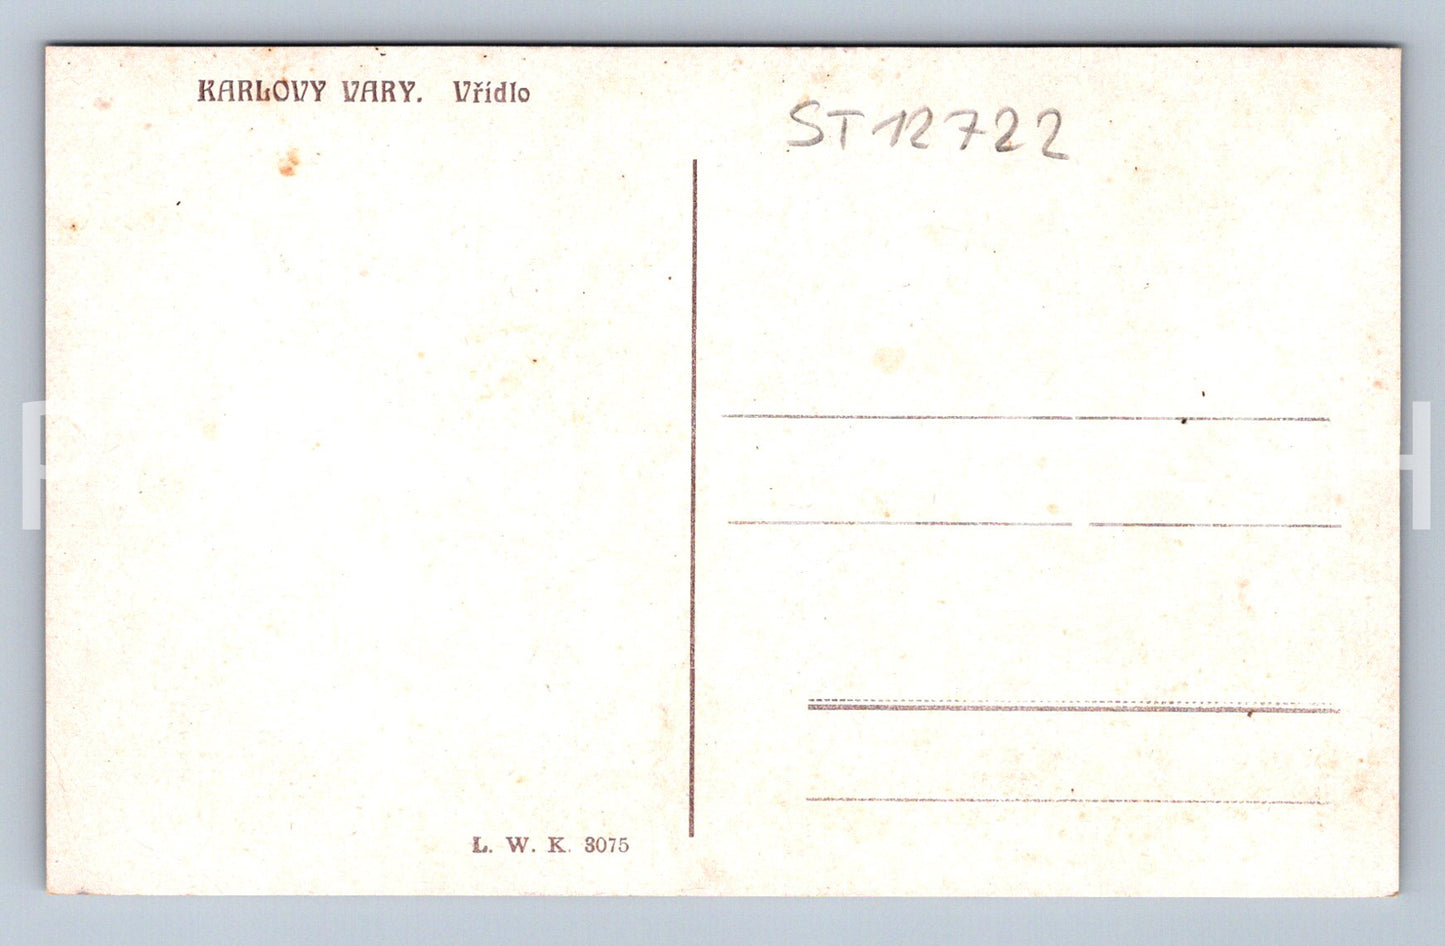 KARLOVY VARY. Vřídlo
ST12722
L. W. K. 3075